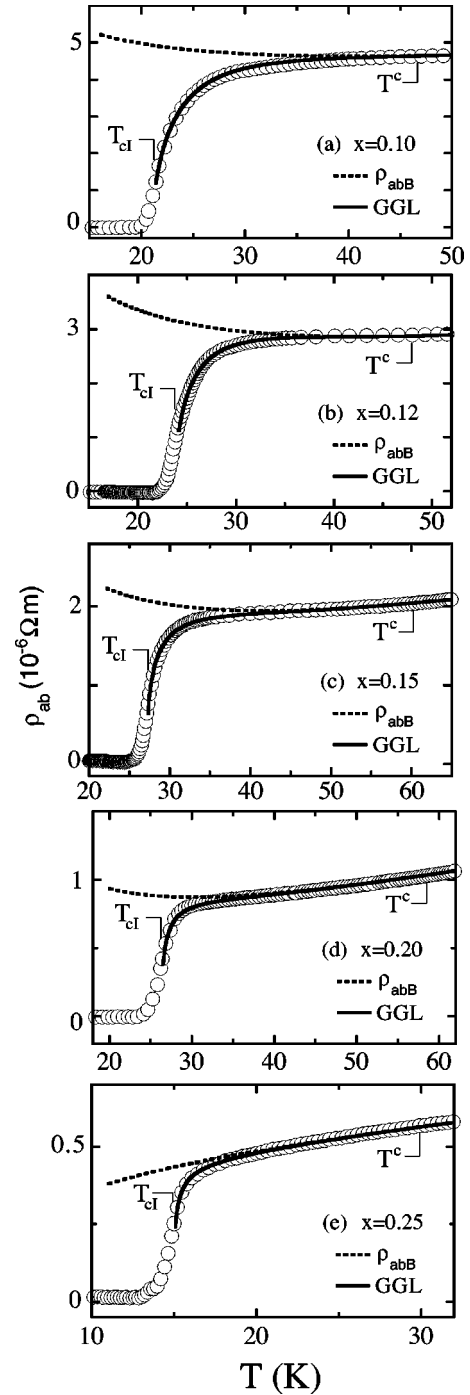 5
T^c
T_cI
(a) x=0.10
ρ_abB
GGL
0
20 30 40 50
3
T^c
T_cI
(b) x=0.12
ρ_abB
GGL
0
20 30 40 50
ρ_ab (10^-6 Ωm)
2
T_cI
T^c
(c) x=0.15
ρ_abB
GGL
0
20 30 40 50 60
1
T_cI
T^c
(d) x=0.20
ρ_abB
GGL
0
20 30 40 50 60
0.5
T_cI
T^c
(e) x=0.25
ρ_abB
GGL
0
10 20 30
T (K)